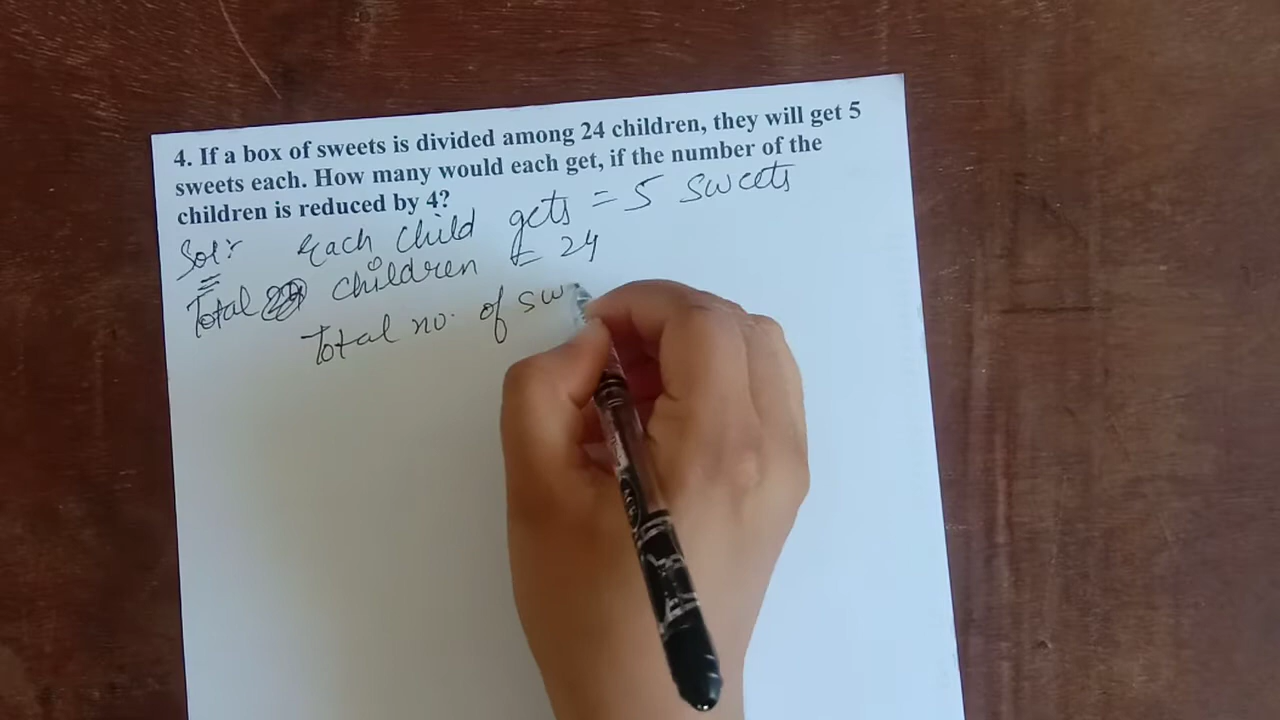 4. If a box of sweets is divided among 24 children, they will get 5
sweets each. How many would each get, if the number of the
children is reduced by 4?
Sol: Each child gets = 5 sweets
Total children = 24
Total no. of sw